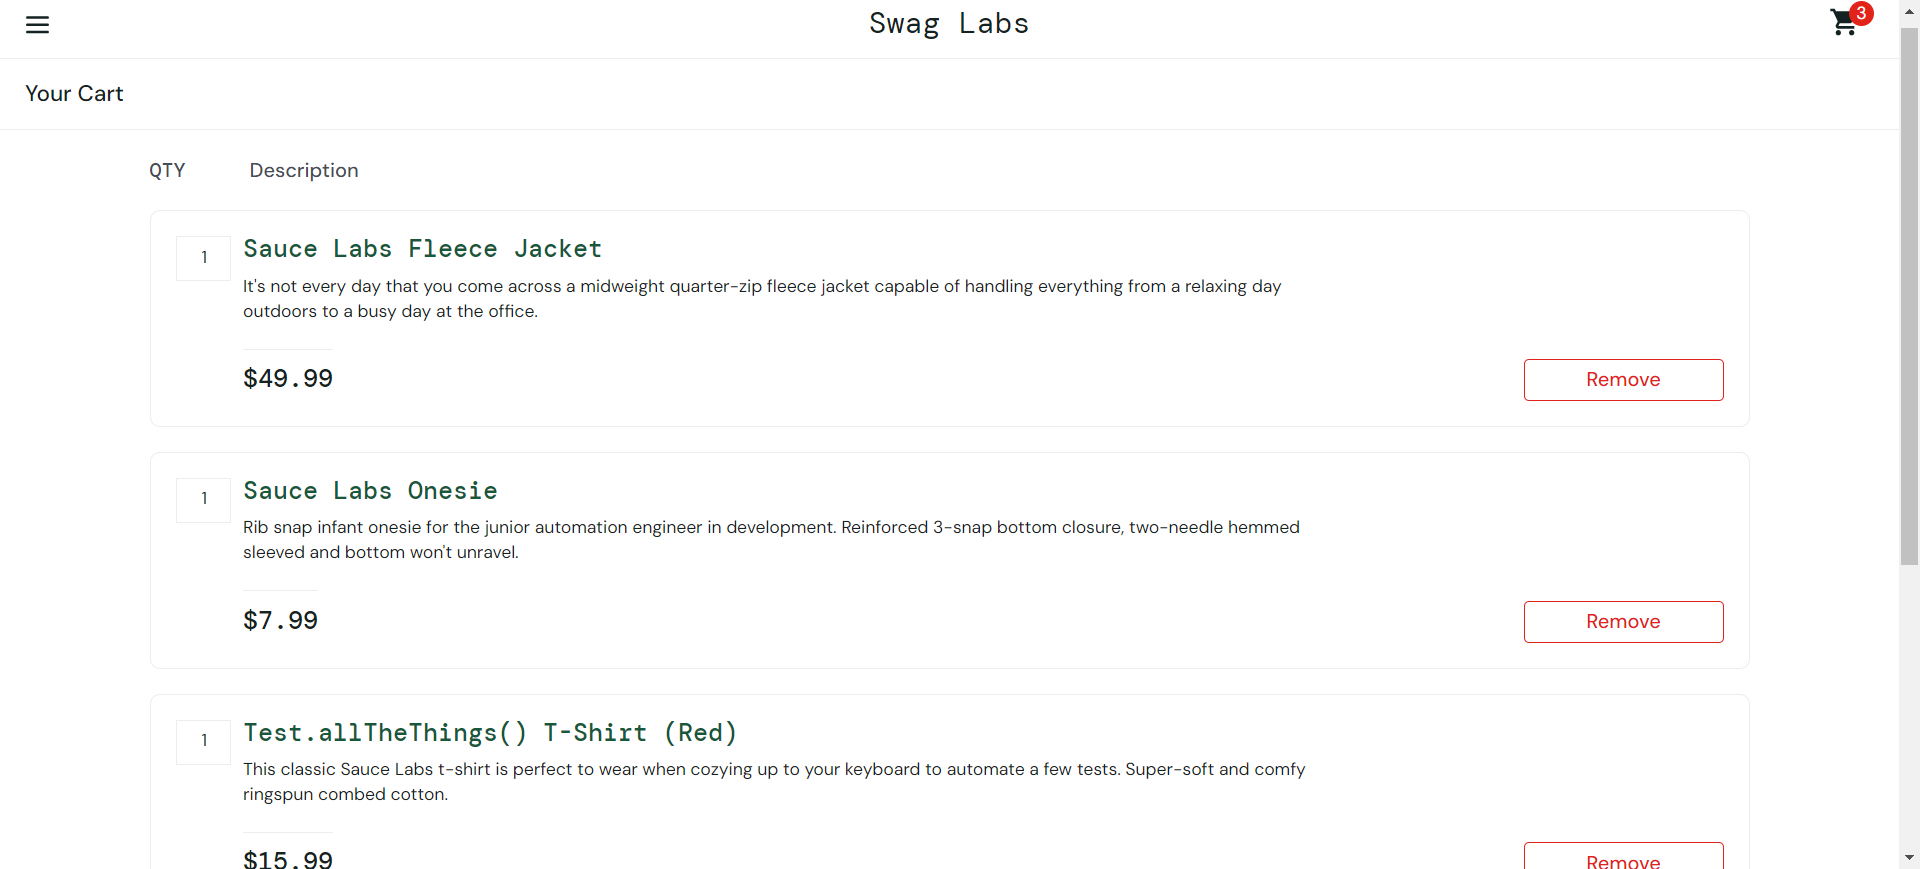 Swag Labs
3
Your Cart
QTY Description
1
Sauce Labs Fleece Jacket
It's not every day that you come across a midweight quarter-zip fleece jacket capable of handling everything from a relaxing day
outdoors to a busy day at the office.
$49.99
Remove
1
Sauce Labs Onesie
Rib snap infant onesie for the junior automation engineer in development. Reinforced 3-snap bottom closure, two-needle hemmed
sleeved and bottom won't unravel.
$7.99
Remove
1
Test.allTheThings() T-Shirt (Red)
This classic Sauce Labs t-shirt is perfect to wear when cozying up to your keyboard to automate a few tests. Super-soft and comfy
ringspun combed cotton.
$15.99
Remove